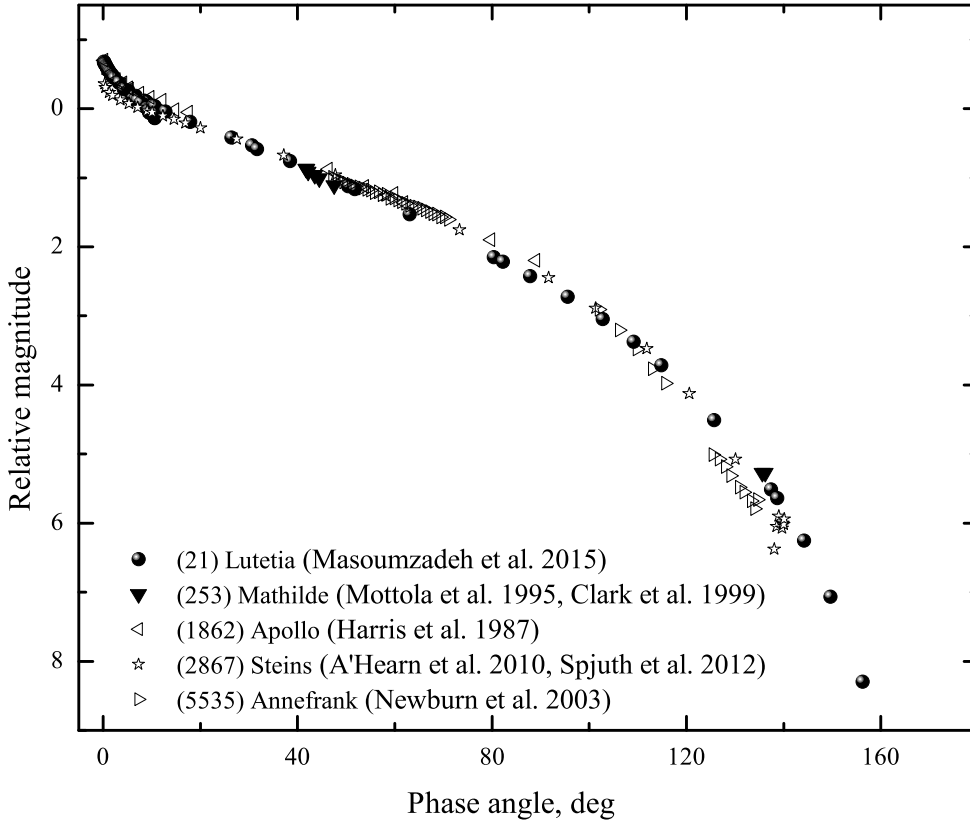 0
2
4
6
8
Relative magnitude
(21) Lutetia (Masoumzadeh et al. 2015)
(253) Mathilde (Mottola et al. 1995, Clark et al. 1999)
(1862) Apollo (Harris et al. 1987)
(2867) Steins (A'Hearn et al. 2010, Spjuth et al. 2012)
(5535) Annefrank (Newburn et al. 2003)
0 40 80 120 160
Phase angle, deg